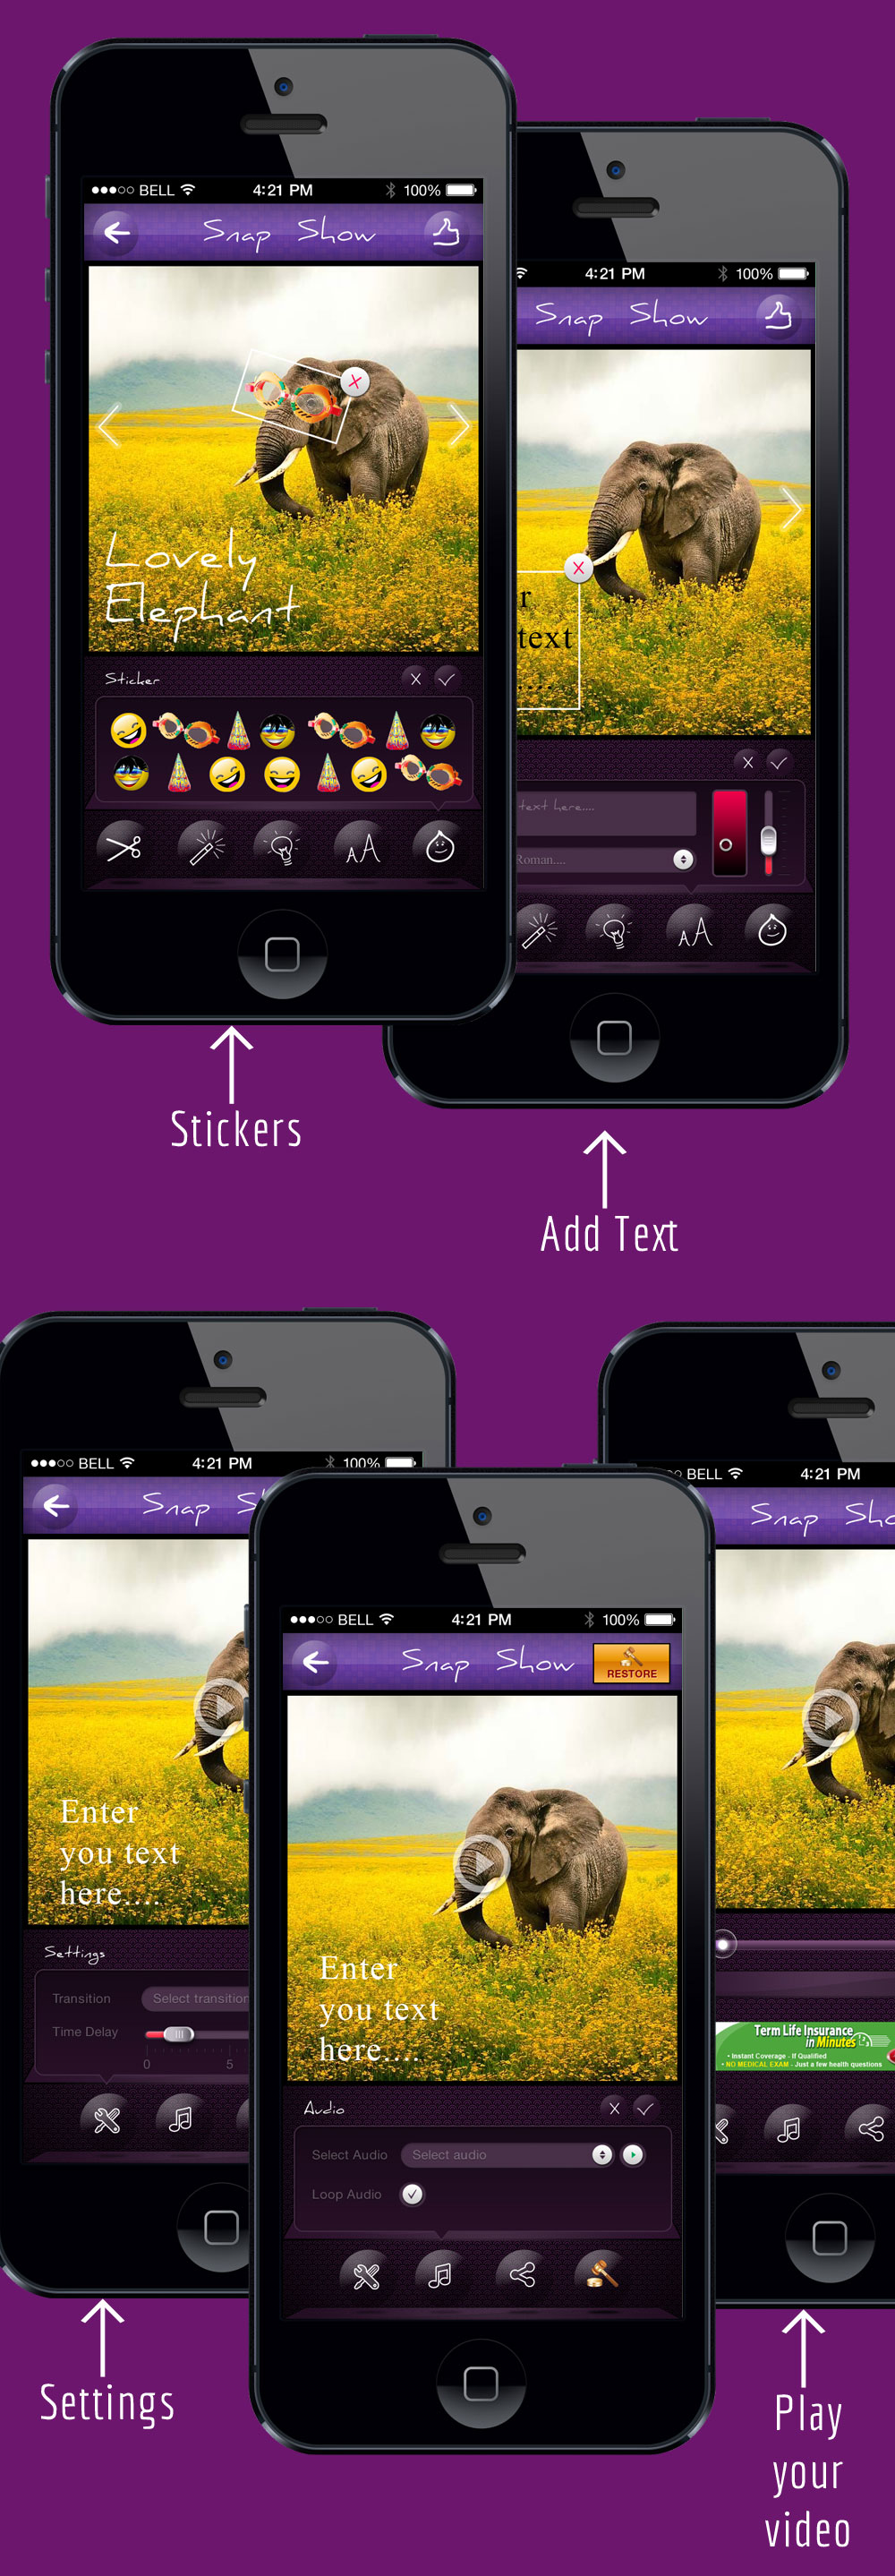 BELL 4:21 PM 100%
Snap Show
Lovely
Elephant
Sticker
4:21 PM 100%
Snap Show
r
text
....
text here....
Roman....
AA
AA
Stickers
Add Text
BELL 4:21 PM 100%
Snap S
Enter
you text
here....
Settings
Transition Select transition
Time Delay
0 5
BELL 4:21 PM 100%
Snap Show
RESTORE
Enter
you text
here....
Audio
Select Audio Select audio
Loop Audio
BELL 4:21 PM
Snap Sho
Term Life Insurance
in Minutes
• Instant Coverage - If Qualified
• NO MEDICAL EXAM - Just a few health questions
Settings
Play
your
video